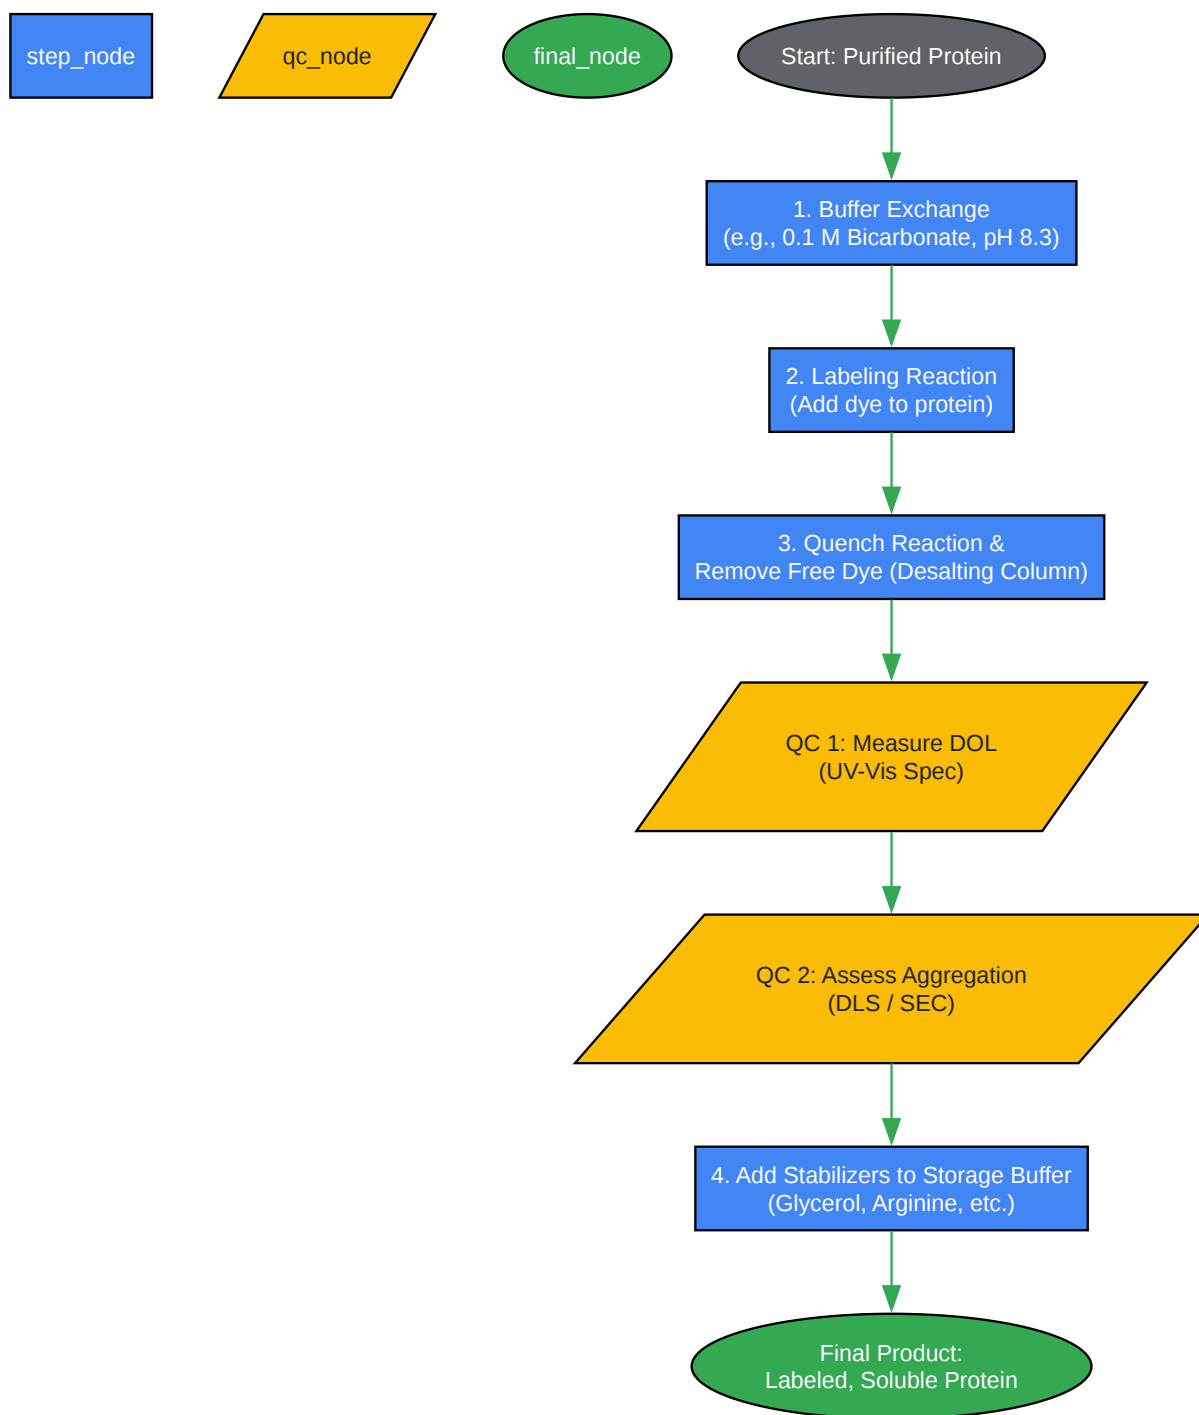 step_node
qc_node
final_node
Start: Purified Protein
1. Buffer Exchange
(e.g., 0.1 M Bicarbonate, pH 8.3)
2. Labeling Reaction
(Add dye to protein)
3. Quench Reaction &
Remove Free Dye (Desalting Column)
QC 1: Measure DOL
(UV-Vis Spec)
QC 2: Assess Aggregation
(DLS / SEC)
4. Add Stabilizers to Storage Buffer
(Glycerol, Arginine, etc.)
Final Product:
Labeled, Soluble Protein